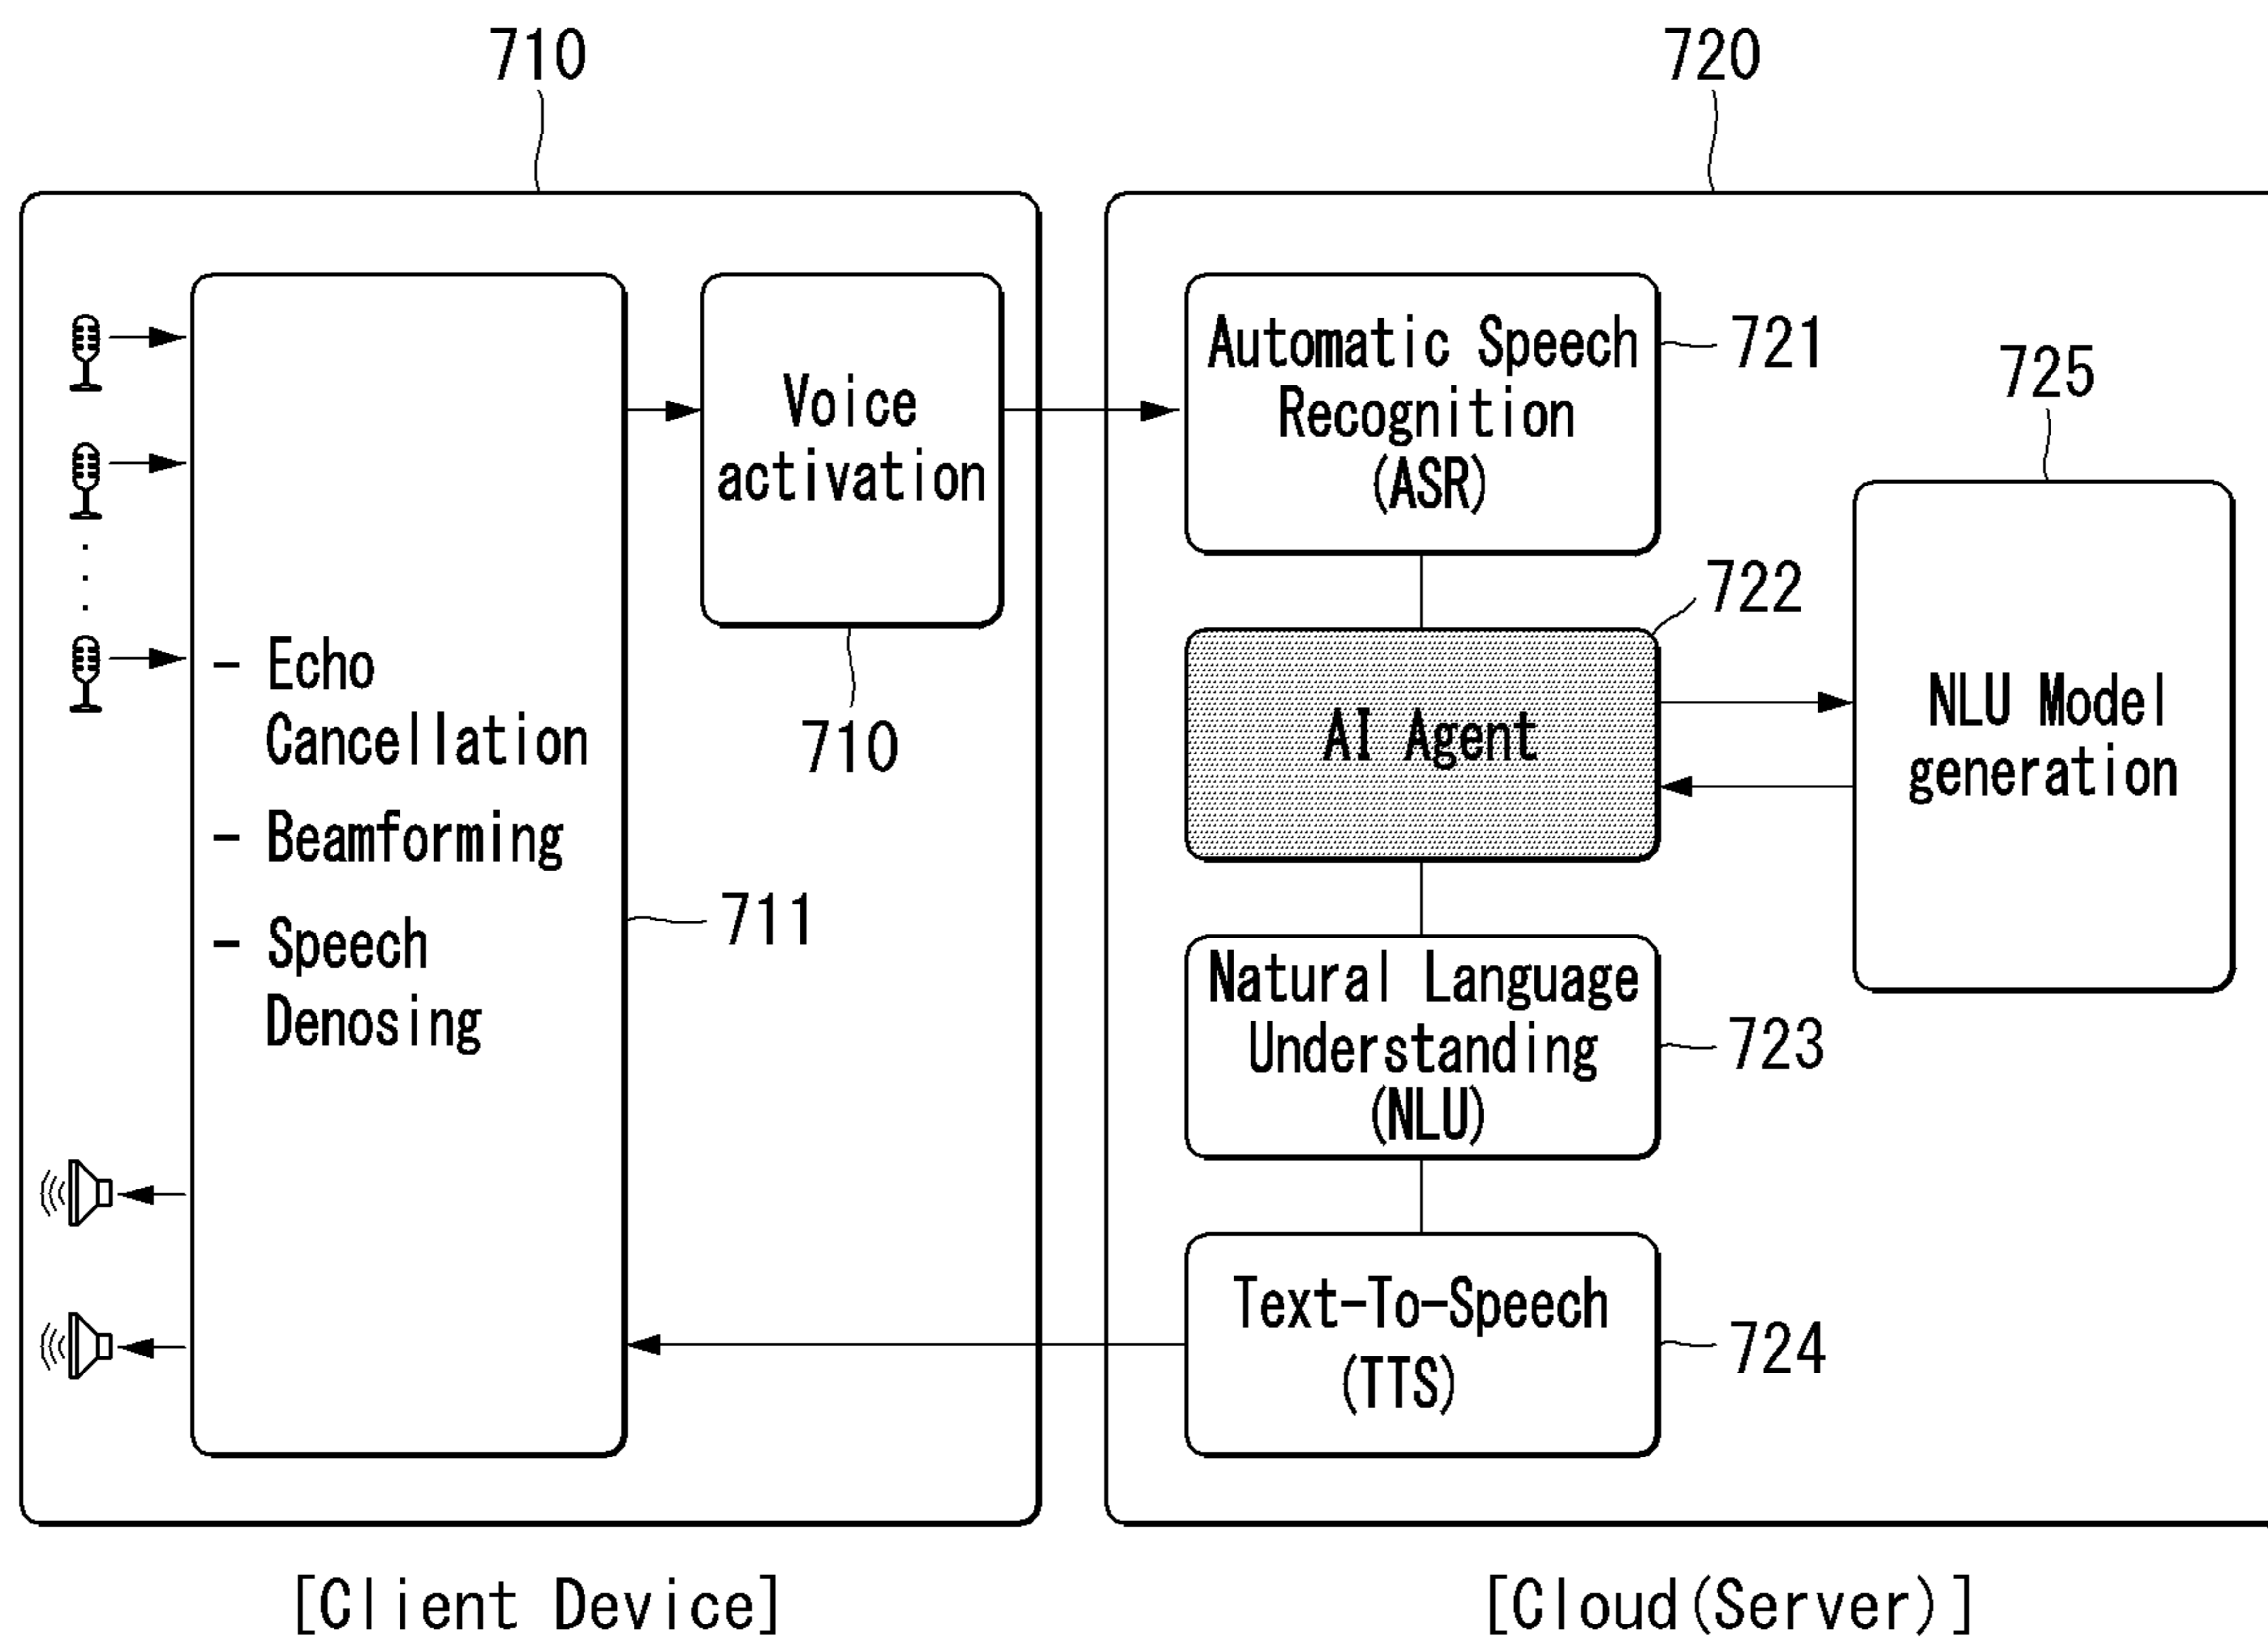 710
720
Voice
activation
710
- Echo
Cancellation
- Beamforming
- Speech
Denosing
711
Automatic Speech
Recognition
(ASR)
721
725
722
AI Agent
NLU Model
generation
Natural Language
Understanding
(NLU)
723
Text-To-Speech
(TTS)
724
[Client Device]
[Cloud(Server)]